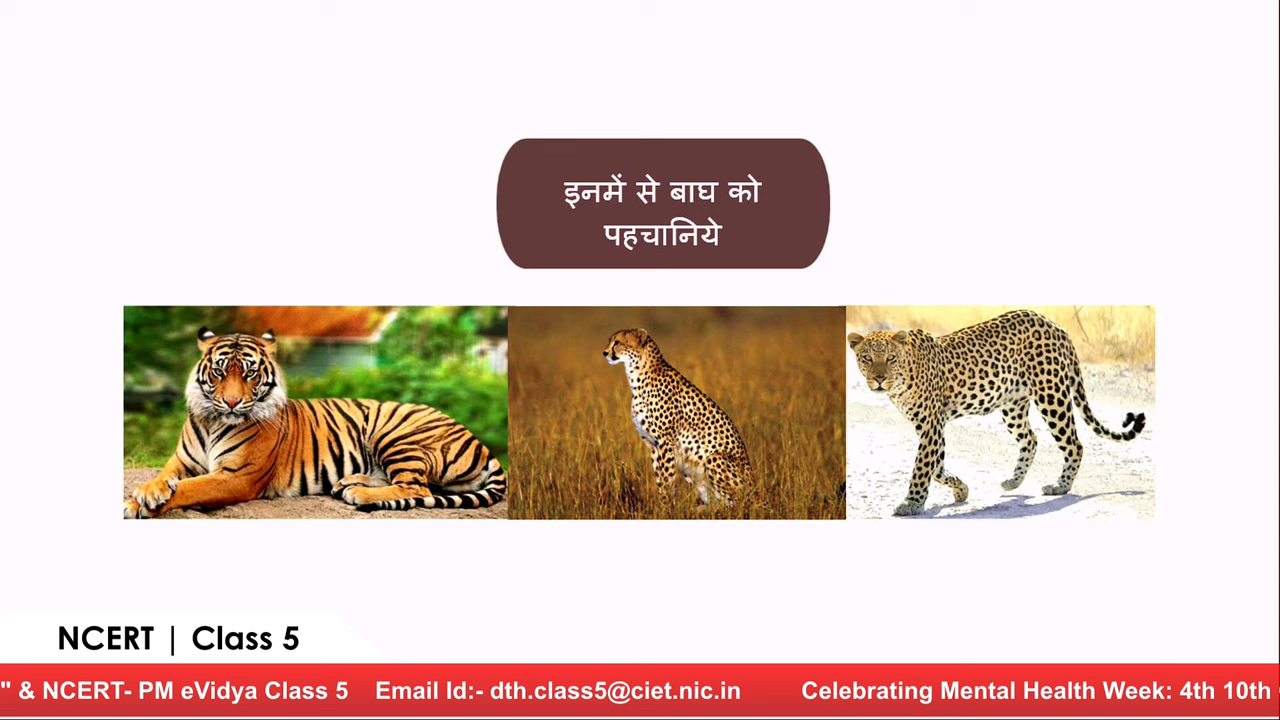 इनमें से बाघ को
पहचानिये
NCERT | Class 5
" & NCERT- PM eVidya Class 5 Email Id:- dth.class5@ciet.nic.in Celebrating Mental Health Week: 4th 10th